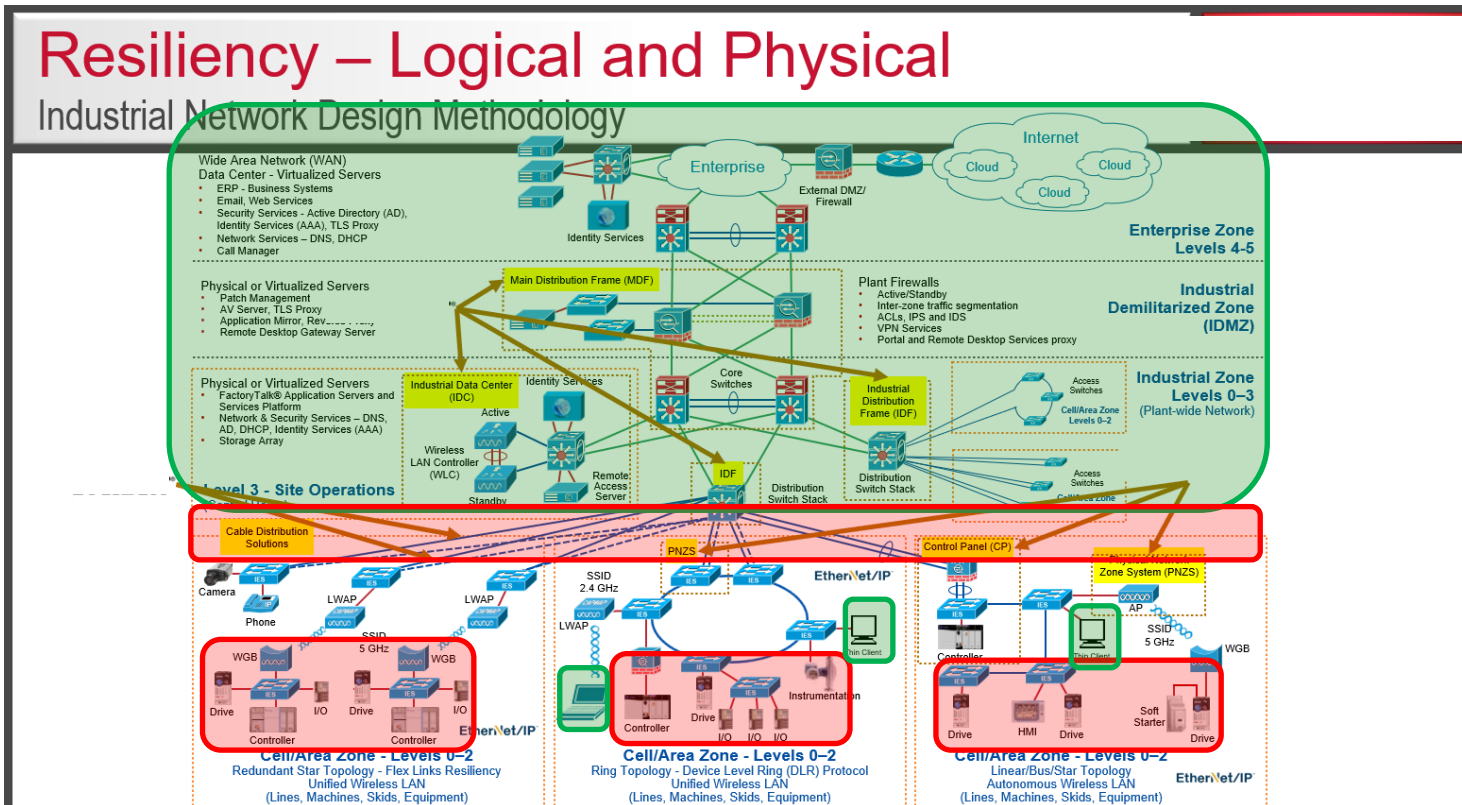 Resiliency – Logical and Physical
Industrial Network Design Methodology
Wide Area Network (WAN)
Data Center - Virtualized Servers
• ERP - Business Systems
• Email, Web Services
• Security Services - Active Directory (AD),
Identity Services (AAA), TLS Proxy
• Network Services – DNS, DHCP
• Call Manager
Identity Services
Enterprise
External DMZ/
Firewall
Internet
Cloud
Cloud
Cloud
Enterprise Zone
Levels 4-5
Physical or Virtualized Servers
• Patch Management
• AV Server, TLS Proxy
• Application Mirror,
• Remote Desktop Gateway Server
Main Distribution Frame (MDF)
Plant Firewalls
• Active/Standby
• Inter-zone traffic segmentation
• ACLs, IPS and IDS
• VPN Services
• Portal and Remote Desktop Services proxy
Industrial
Demilitarized Zone
(IDMZ)
Physical or Virtualized Servers
• FactoryTalk® Application Servers and
Services Platform
• Network & Security Services – DNS,
AD, DHCP, Identity Services (AAA)
• Storage Array
Level 3 - Site Operations
Industrial Data Center
(IDC)
Identity Services
Active
Wireless
LAN Controller
(WLC)
Standby
Remote
Access
Server
Core
Switches
IDF
Distribution
Switch Stack
Industrial
Distribution
Frame (IDF)
Distribution
Switch Stack
Access
Switches
Cell/Area Zone
Levels 0–2
Access
Switches
Cell/Area Zone
Industrial Zone
Levels 0–3
(Plant-wide Network)
Cable Distribution
Solutions
PNZS
Control Panel (CP)
Physical Network
Zone System (PNZS)
Camera
IES
Phone
IES
LWAP
IES
LWAP
SSID
5 GHz
WGB
WGB
IES
IES
Drive
I/O
Drive
I/O
Controller
Controller
EtherNet/IP
Cell/Area Zone - Levels 0–2
Redundant Star Topology - Flex Links Resiliency
Unified Wireless LAN
(Lines, Machines, Skids, Equipment)
SSID
2.4 GHz
LWAP
IES
IES
IES
IES
EtherNet/IP
Thin Client
IES
IES
Instrumentation
Controller
Drive
I/O
I/O
I/O
Cell/Area Zone - Levels 0–2
Ring Topology - Device Level Ring (DLR) Protocol
Unified Wireless LAN
(Lines, Machines, Skids, Equipment)
IES
IES
AP
Controller
Thin Client
SSID
5 GHz
WGB
IES
IES
Drive
HMI
Drive
Soft
Starter
Drive
Cell/Area Zone - Levels 0–2
Linear/Bus/Star Topology
Autonomous Wireless LAN
(Lines, Machines, Skids, Equipment)
EtherNet/IP